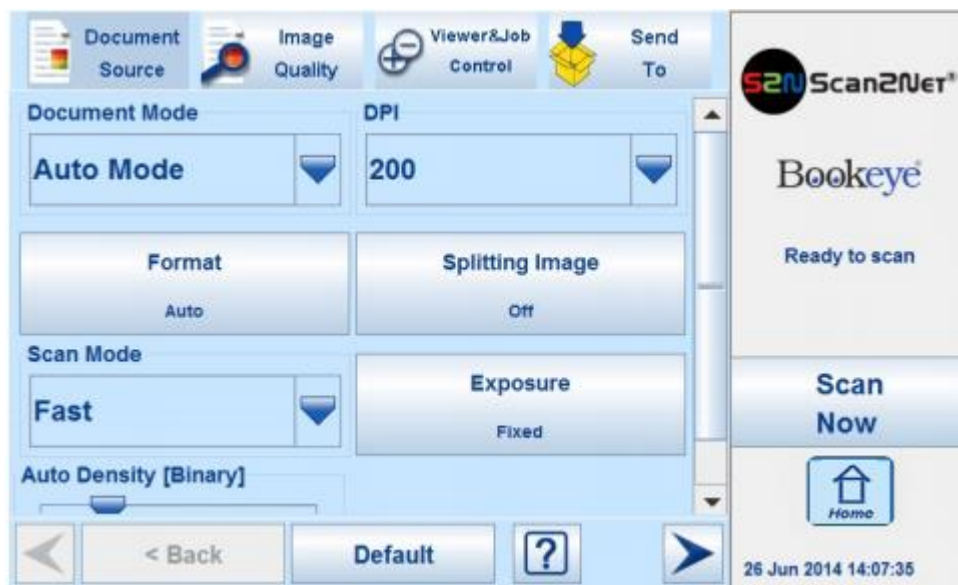 Document
Source
Image
Quality
Viewer&Job
Control
Send
To
Document Mode
Auto Mode
DPI
200
Format
Auto
Splitting Image
Off
Scan Mode
Fast
Exposure
Fixed
Auto Density [Binary]
< Back
Default
?
S2N Scan2Net®
Bookeye®
Ready to scan
Scan
Now
Home
26 Jun 2014 14:07:35